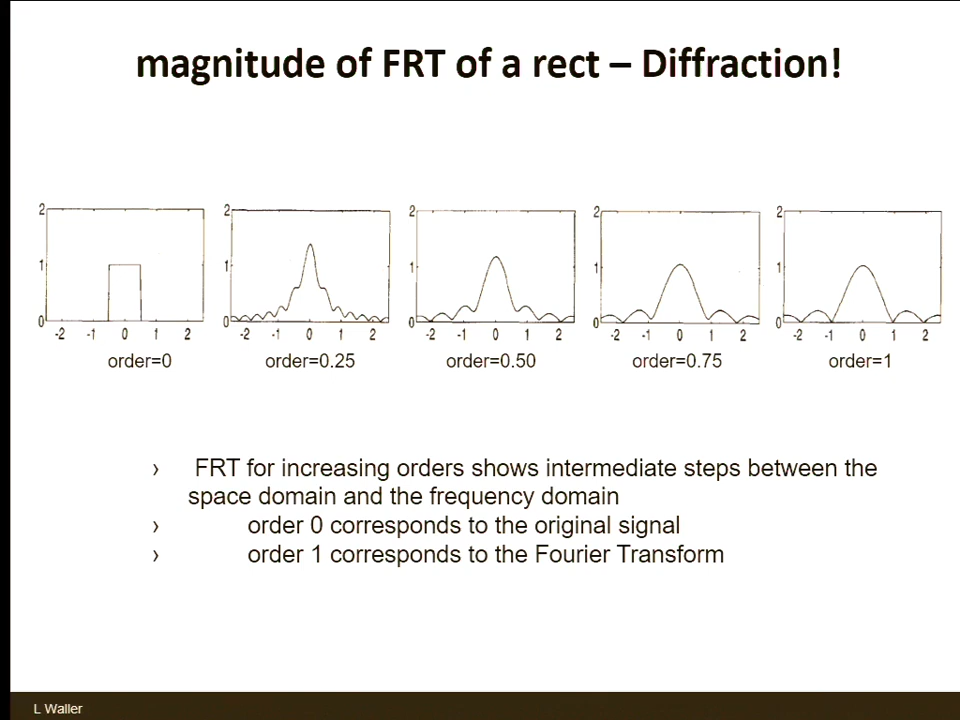 magnitude of FRT of a rect – Diffraction!
2 1 0 -2 -1 0 1 2
order=0
2 1 0 -2 -1 0 1 2
order=0.25
2 1 0 -2 -1 0 1 2
order=0.50
2 1 0 -2 -1 0 1 2
order=0.75
2 1 0 -2 -1 0 1 2
order=1
› FRT for increasing orders shows intermediate steps between the
space domain and the frequency domain
› order 0 corresponds to the original signal
› order 1 corresponds to the Fourier Transform
L Waller